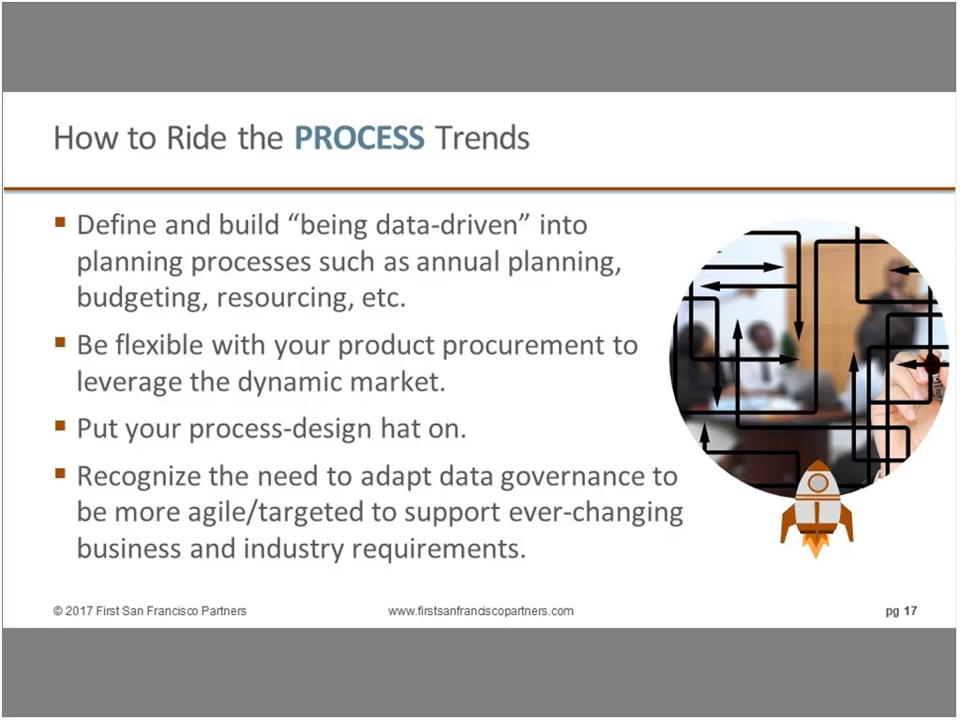 How to Ride the PROCESS Trends
Define and build “being data-driven” into
planning processes such as annual planning,
budgeting, resourcing, etc.
Be flexible with your product procurement to
leverage the dynamic market.
Put your process-design hat on.
Recognize the need to adapt data governance to
be more agile/targeted to support ever-changing
business and industry requirements.
© 2017 First San Francisco Partners
www.firstsanfranciscopartners.com
pg 17